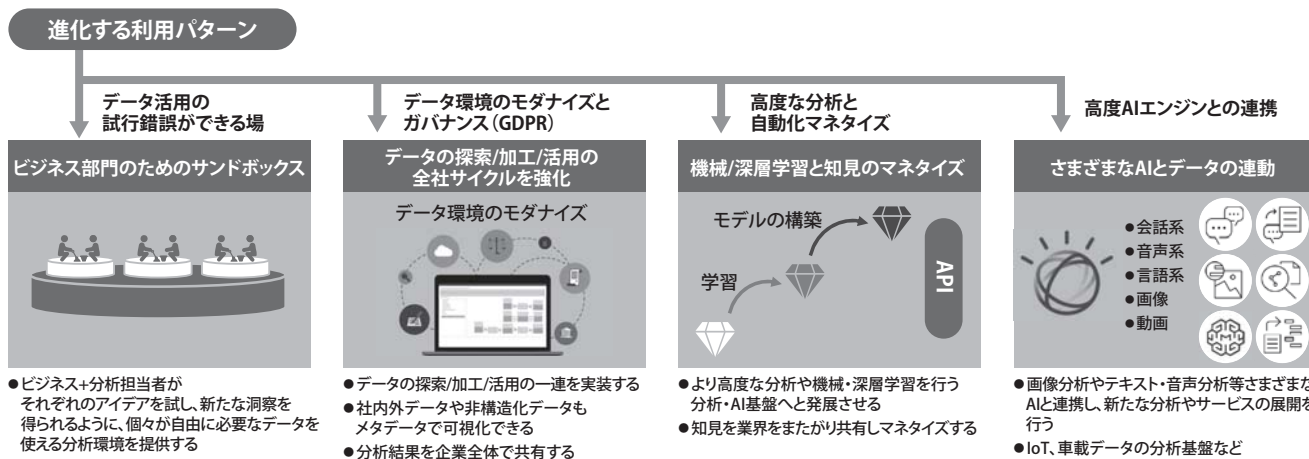 進化する利用パターン
データ活用の
試行錯誤ができる場
ビジネス部門のためのサンドボックス
●ビジネス+分析担当者が
それぞれのアイデアを試し、新たな洞察を
得られるように、個々が自由に必要なデータを
使える分析環境を提供する
データ環境のモダナイズと
ガバナンス(GDPR)
データの探索/加工/活用の
全社サイクルを強化
データ環境のモダナイズ
●データの探索/加工/活用の一連を実装する
●社内外データや非構造化データも
メタデータで可視化できる
●分析結果を企業全体で共有する
高度な分析と
自動化マネタイズ
機械/深層学習と知見のマネタイズ
モデルの構築
学習
API
●より高度な分析や機械・深層学習を行う
分析・AI基盤へと発展させる
●知見を業界をまたがり共有しマネタイズする
高度AIエンジンとの連携
さまざまなAIとデータの連動
●会話系
●音声系
●言語系
●画像
●動画
●画像分析やテキスト・音声分析等さまざまな
AIと連携し、新たな分析やサービスの展開を
行う
●IoT、車載データの分析基盤など